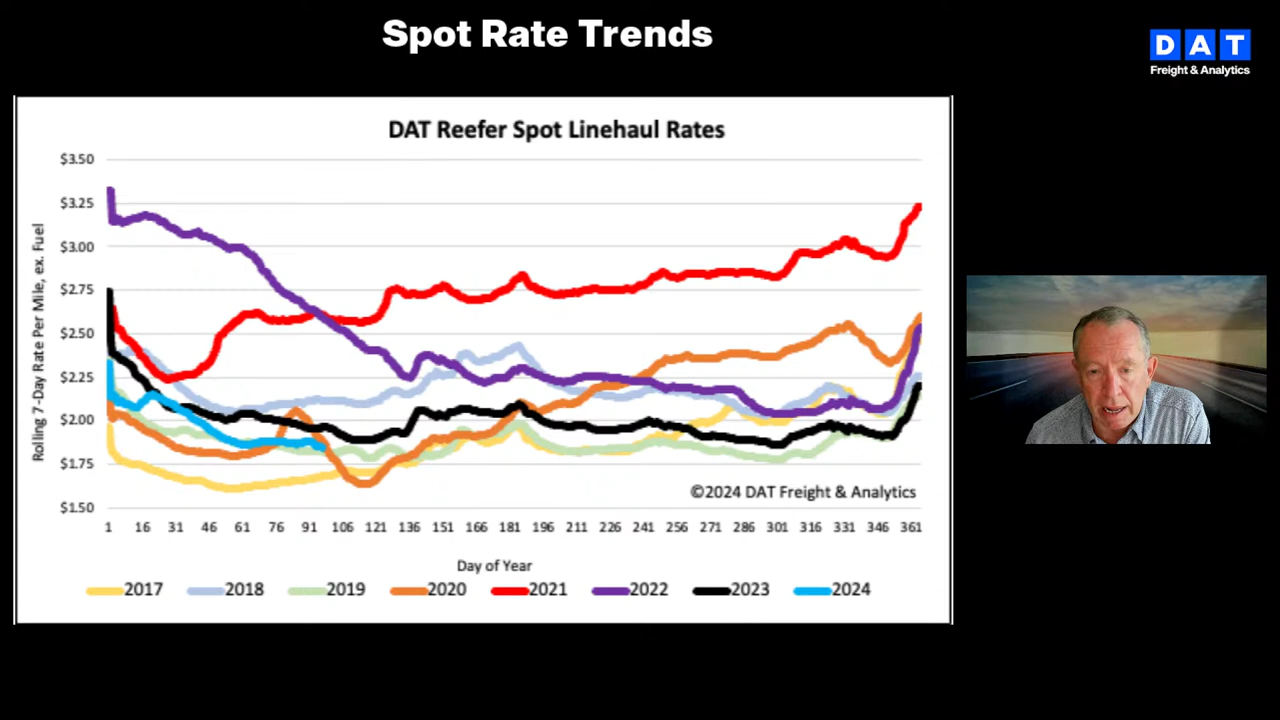 Spot Rate Trends
DAT
Freight & Analytics
DAT Reefer Spot Linehaul Rates
Rolling 7-Day Rate Per Mile, ex. Fuel
$3.50
$3.25
$3.00
$2.75
$2.50
$2.25
$2.00
$1.75
$1.50
©2024 DAT Freight & Analytics
1 16 31 46 61 76 91 106 121 136 151 166 181 196 211 226 241 256 271 286 301 316 331 346 361
Day of Year
2017 2018 2019 2020 2021 2022 2023 2024